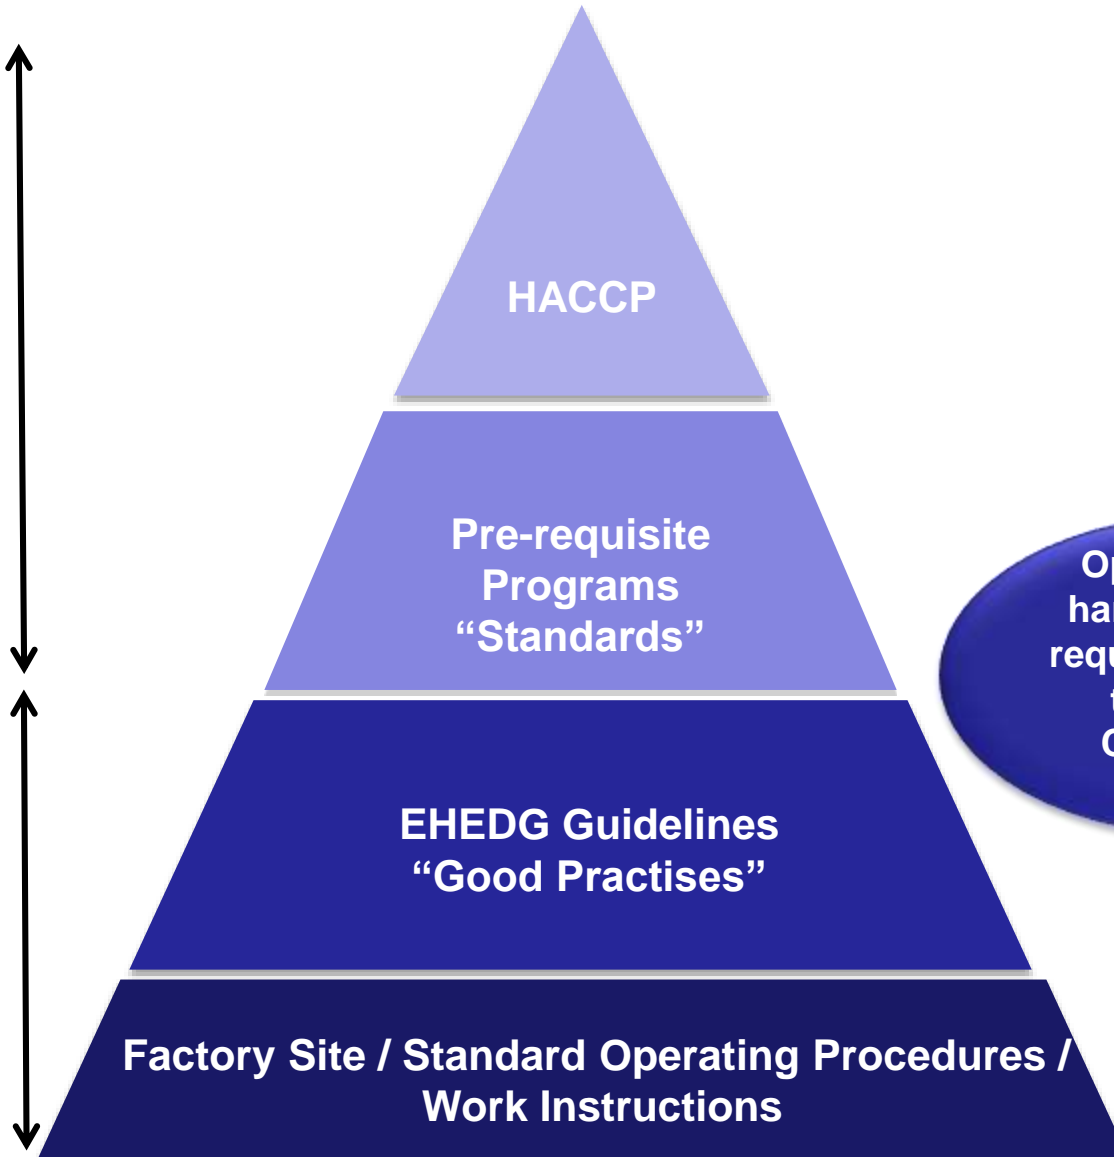 HACCP
Pre-requisite
Programs
“Standards”
EHEDG Guidelines
“Good Practises”
Factory Site / Standard Operating Procedures /
Work Instructions